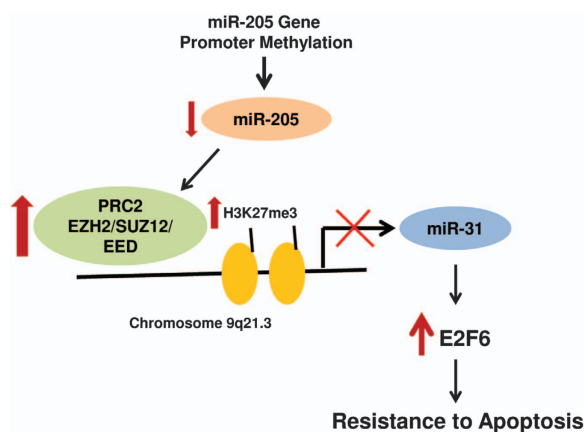 miR-205 Gene
Promoter Methylation
miR-205
PRC2
EZH2/SUZ12/
EED
H3K27me3
miR-31
Chromosome 9q21.3
E2F6
Resistance to Apoptosis